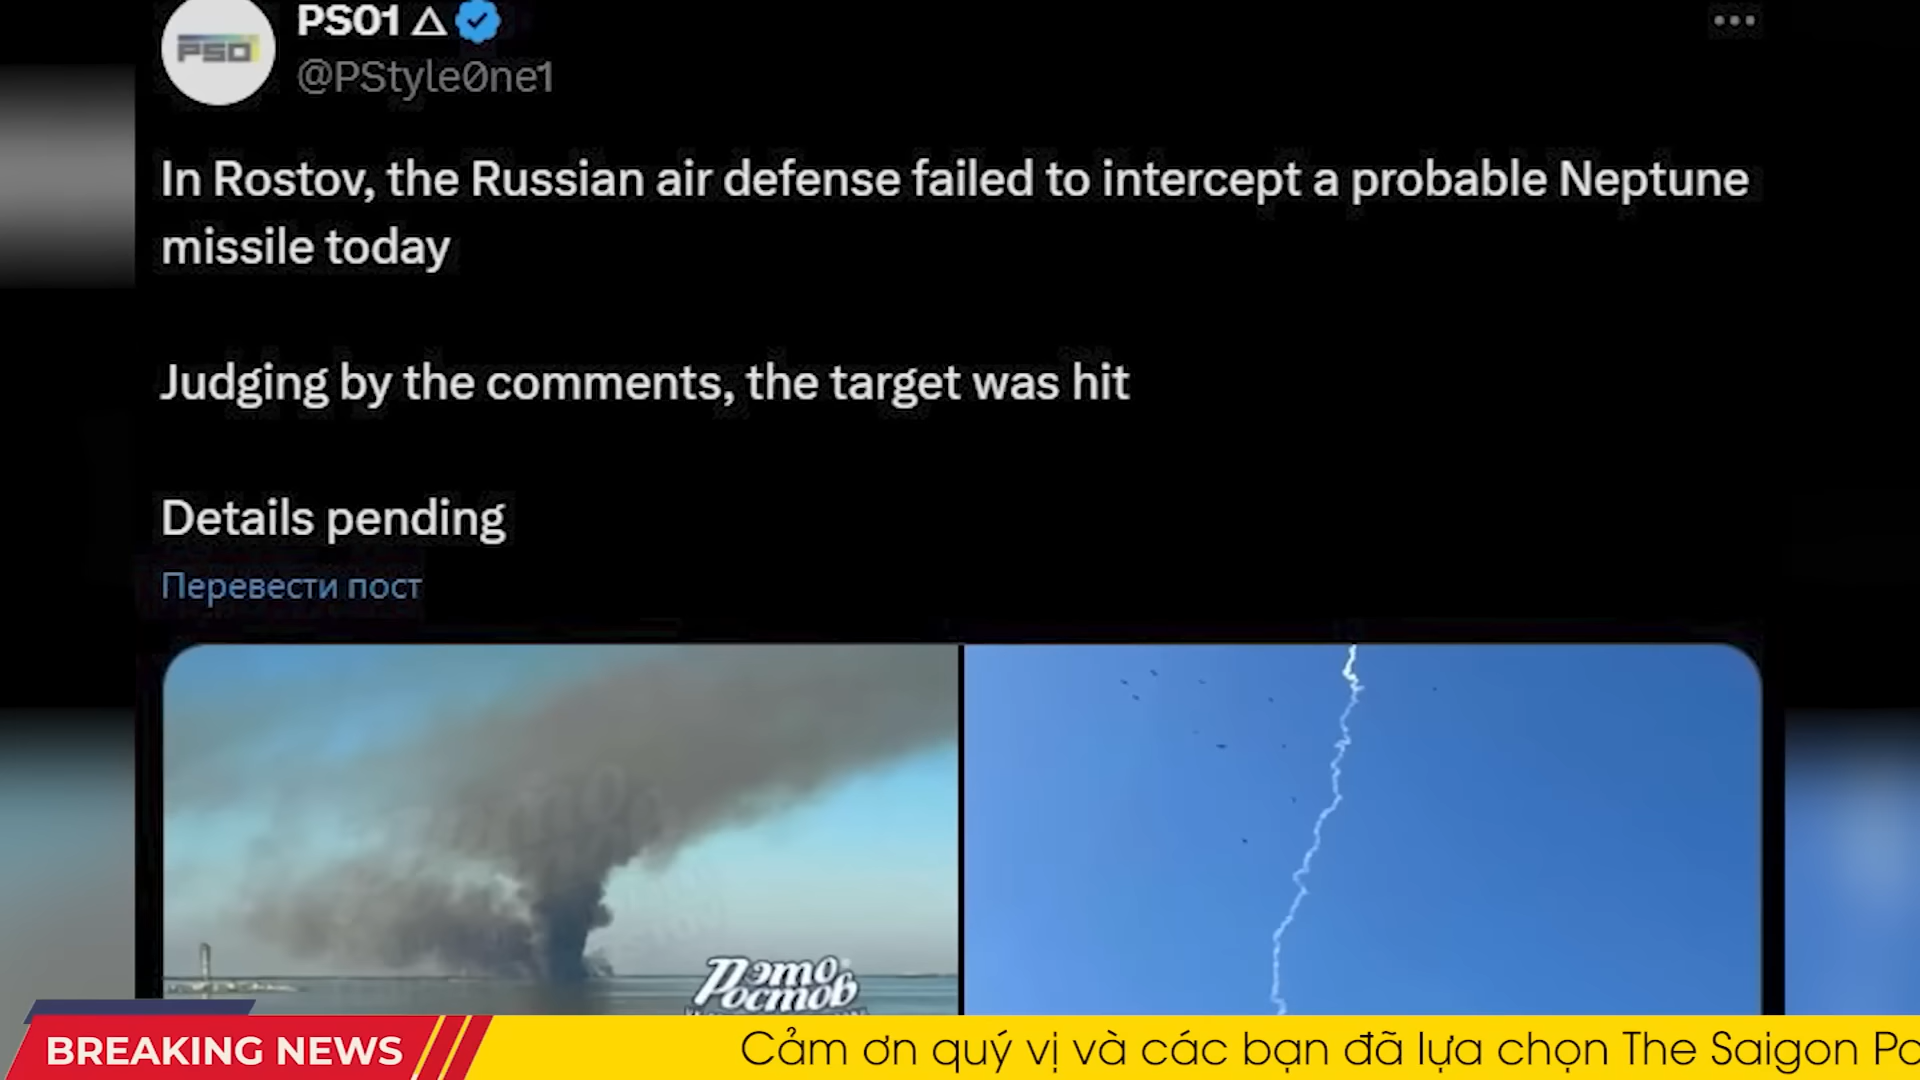 PSO
PS01 △
@PStyle0ne1
In Rostov, the Russian air defense failed to intercept a probable Neptune
missile today
Judging by the comments, the target was hit
Details pending
Перевести пост
Это
Ростов
BREAKING NEWS
Cảm ơn quý vị và các bạn đã lựa chọn The Saigon Po